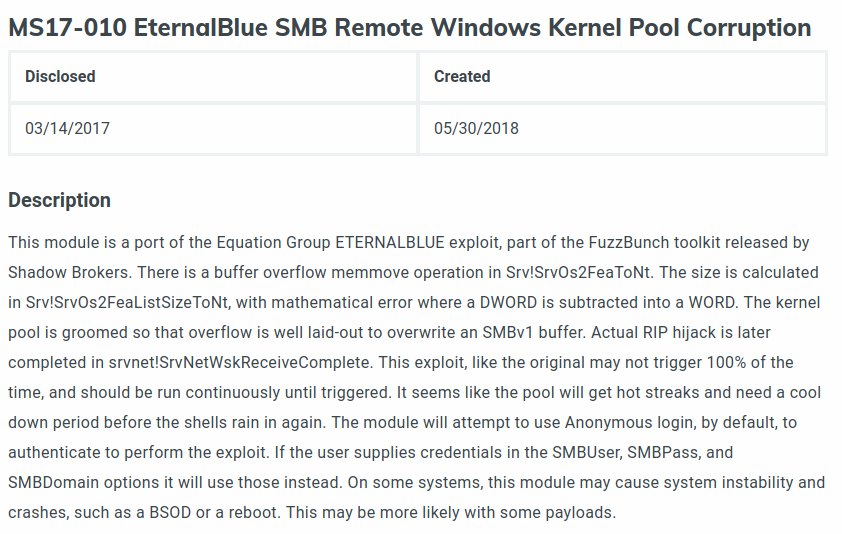 MS17-010 EternalBlue SMB Remote Windows Kernel Pool Corruption
Disclosed Created
03/14/2017 05/30/2018
Description
This module is a port of the Equation Group ETERNALBLUE exploit, part of the FuzzBunch toolkit released by
Shadow Brokers. There is a buffer overflow memmove operation in Srv!SrvOs2FeaToNt. The size is calculated
in Srv!SrvOs2FeaListSizeToNt, with mathematical error where a DWORD is subtracted into a WORD. The kernel
pool is groomed so that overflow is well laid-out to overwrite an SMBv1 buffer. Actual RIP hijack is later
completed in srvnet!SrvNetWskReceiveComplete. This exploit, like the original may not trigger 100% of the
time, and should be run continuously until triggered. It seems like the pool will get hot streaks and need a cool
down period before the shells rain in again. The module will attempt to use Anonymous login, by default, to
authenticate to perform the exploit. If the user supplies credentials in the SMBUser, SMBPass, and
SMBDomain options it will use those instead. On some systems, this module may cause system instability and
crashes, such as a BSOD or a reboot. This may be more likely with some payloads.